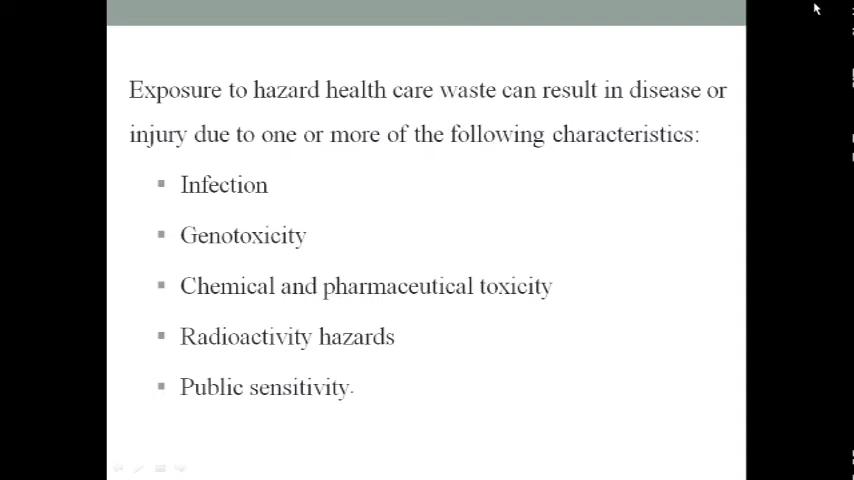 Exposure to hazard health care waste can result in disease or
injury due to one or more of the following characteristics:
Infection
Genotoxicity
Chemical and pharmaceutical toxicity
Radioactivity hazards
Public sensitivity.